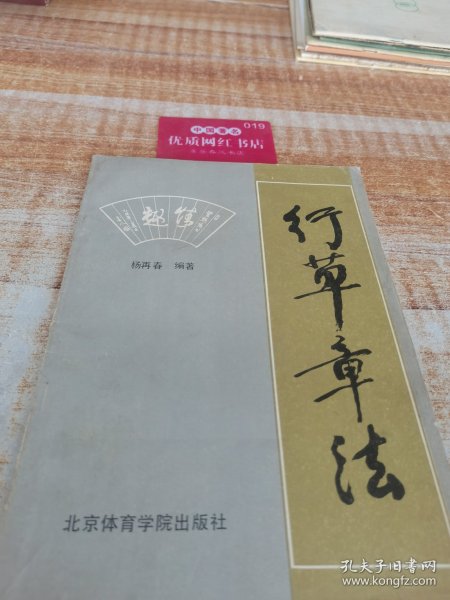 中国著名
019
优质网红书店
杨再春 编著
行草章法
北京体育学院出版社
孔夫子旧书网
www.kongfz.com